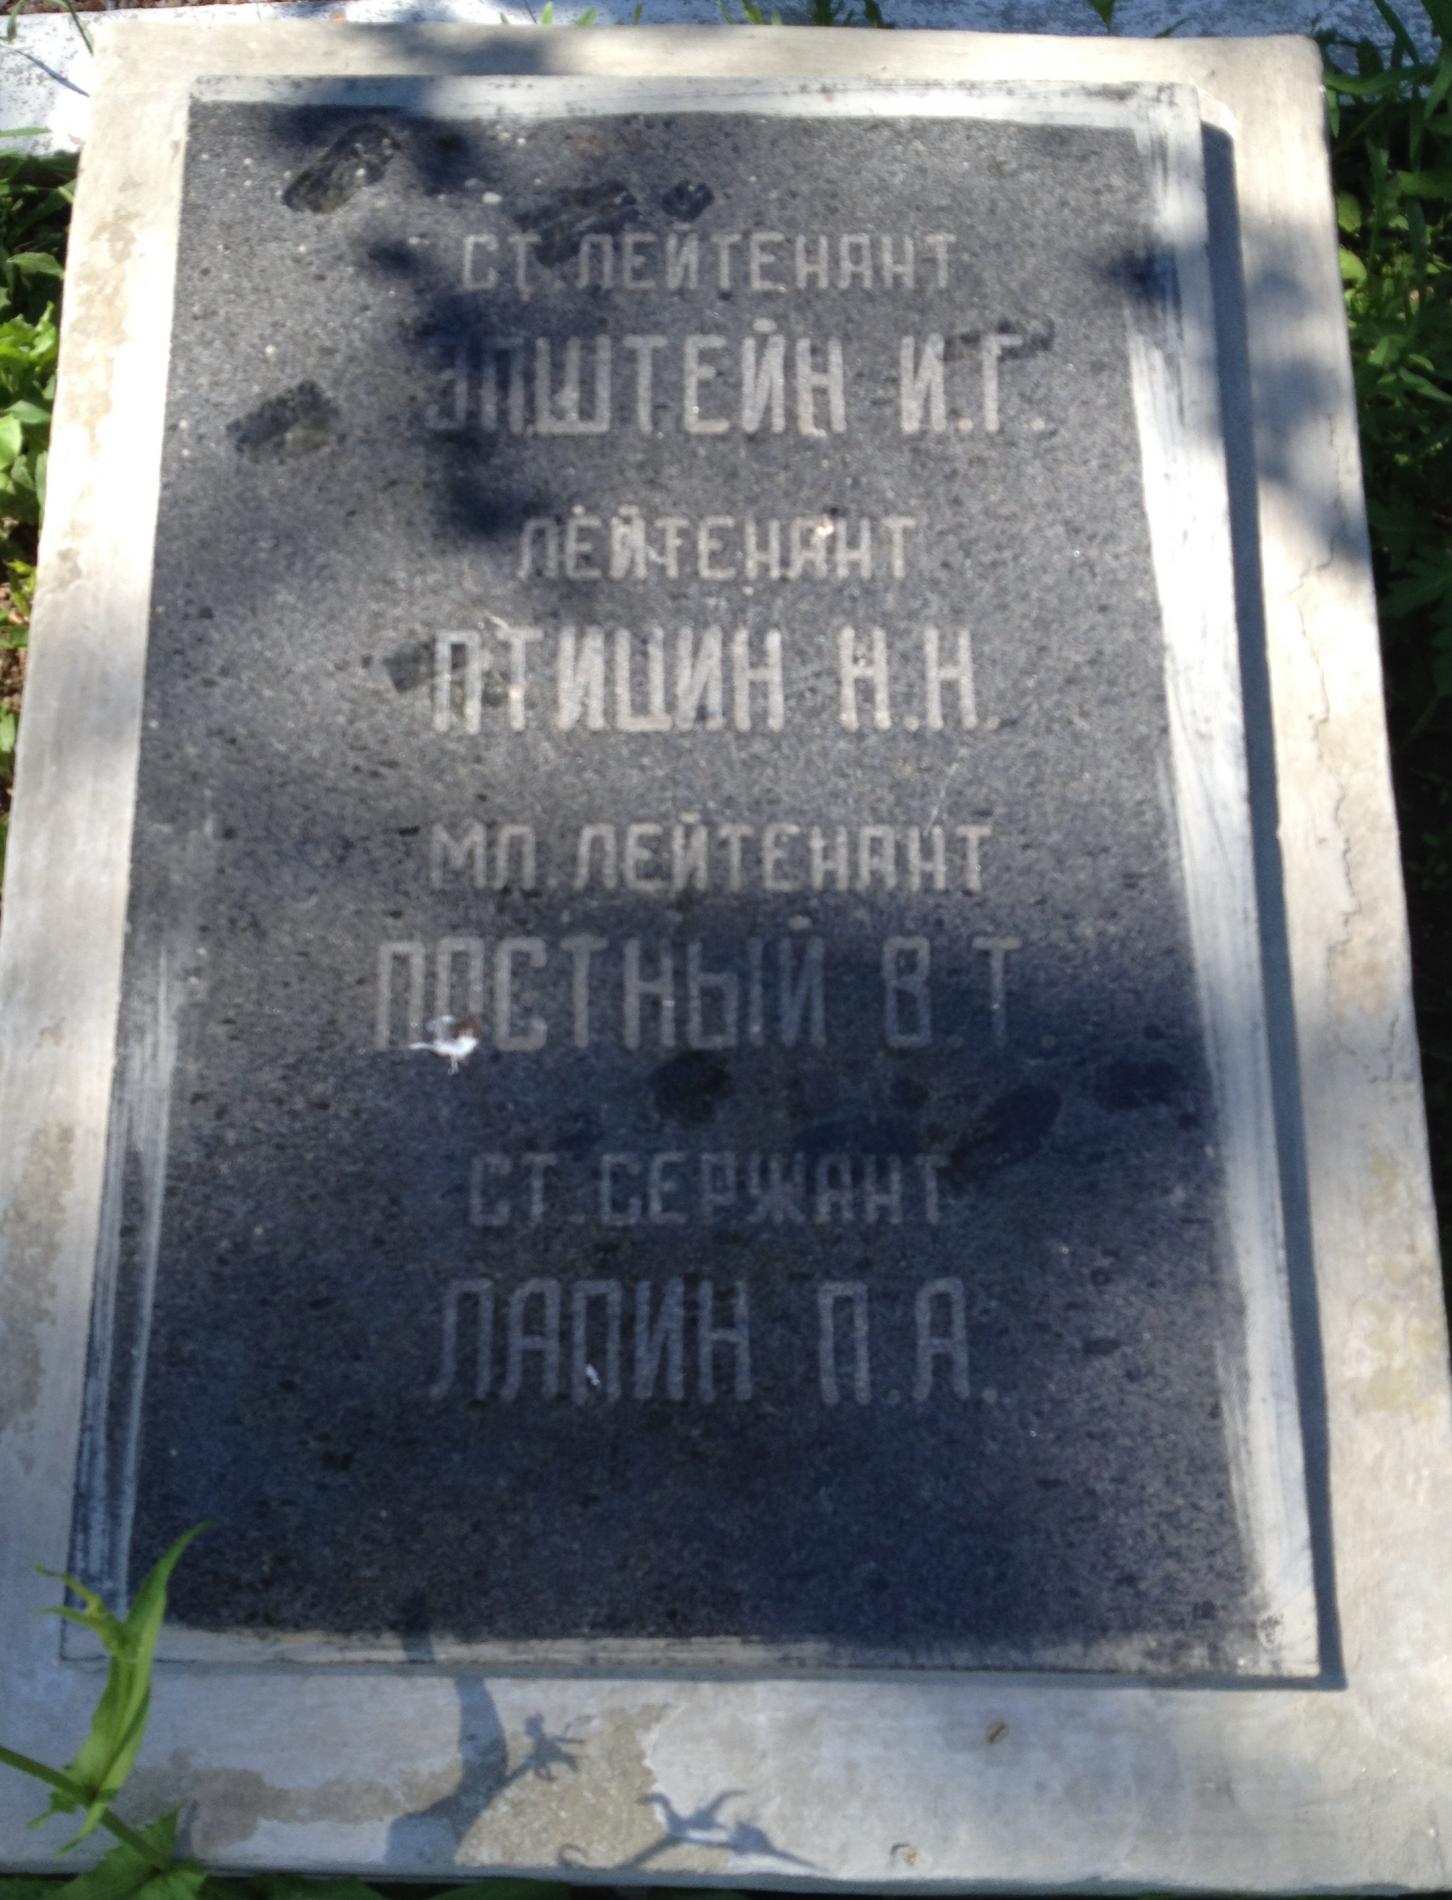 СТ. ЛЕЙТЕНАНТ
ЭПШТЕЙН И.Г.
ЛЕЙТЕНАНТ
ПТИЦИН Н.Н.
МЛ. ЛЕЙТЕНАНТ
ПОСТНЫЙ В.Т.
СТ. СЕРЖАНТ
ЛАПИН П.А.